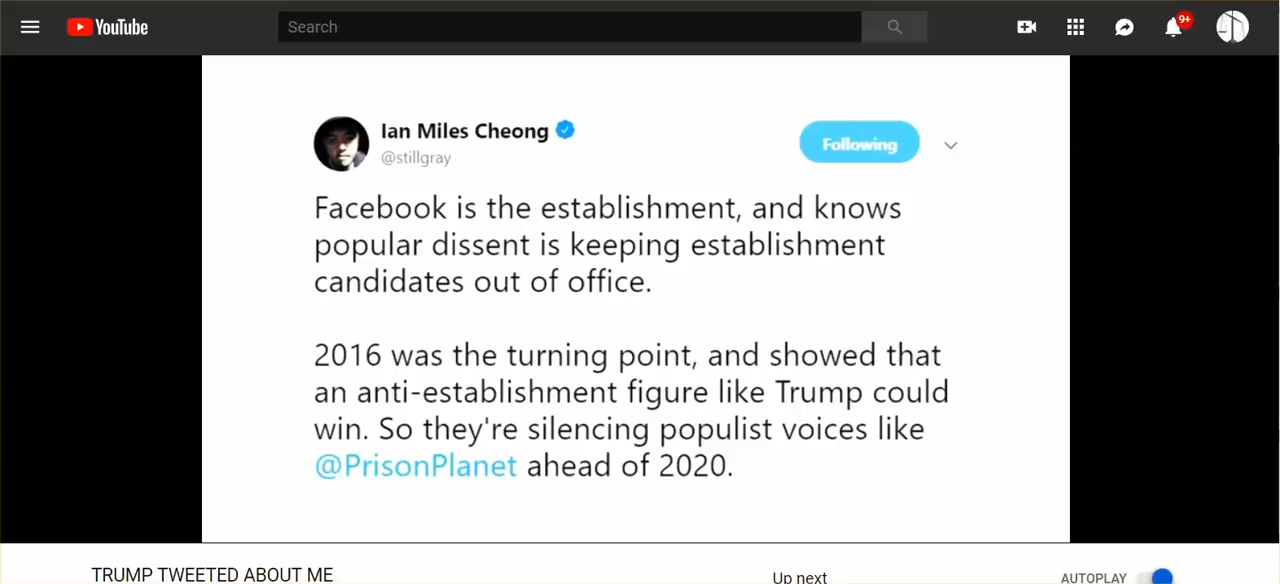 YouTube
Search
9+
Ian Miles Cheong
@stillgray
Following
Facebook is the establishment, and knows
popular dissent is keeping establishment
candidates out of office.
2016 was the turning point, and showed that
an anti-establishment figure like Trump could
win. So they're silencing populist voices like
@PrisonPlanet ahead of 2020.
TRUMP TWEETED ABOUT ME
Up next
AUTOPLAY